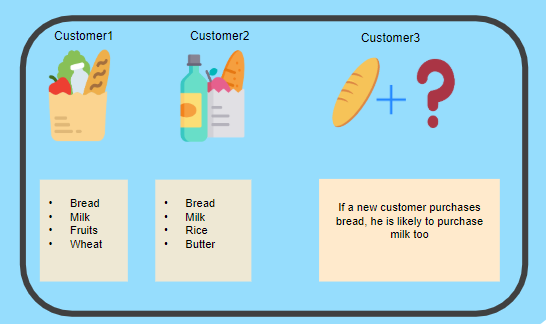 Customer1
Customer2
Customer3
• Bread
• Milk
• Fruits
• Wheat
• Bread
• Milk
• Rice
• Butter
If a new customer purchases
bread, he is likely to purchase
milk too